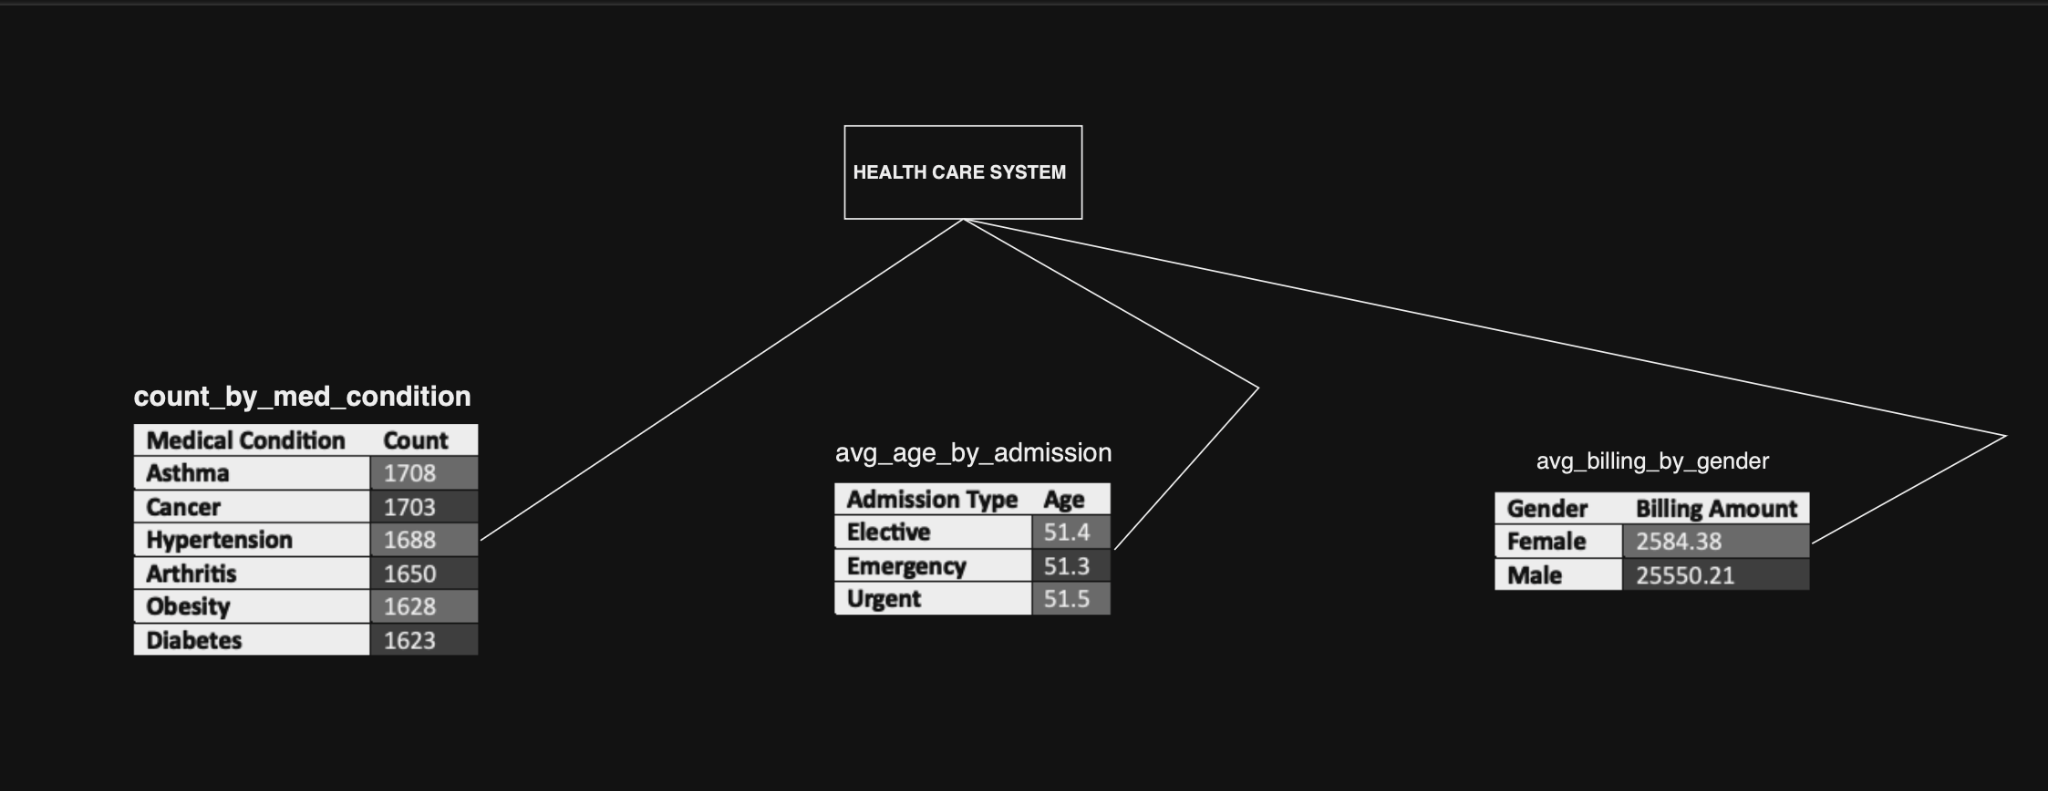 HEALTH CARE SYSTEM
count_by_med_condition
Medical Condition Count
Asthma 1708
Cancer 1703
Hypertension 1688
Arthritis 1650
Obesity 1628
Diabetes 1623
avg_age_by_admission
Admission Type Age
Elective 51.4
Emergency 51.3
Urgent 51.5
avg_billing_by_gender
Gender Billing Amount
Female 2584.38
Male 25550.21